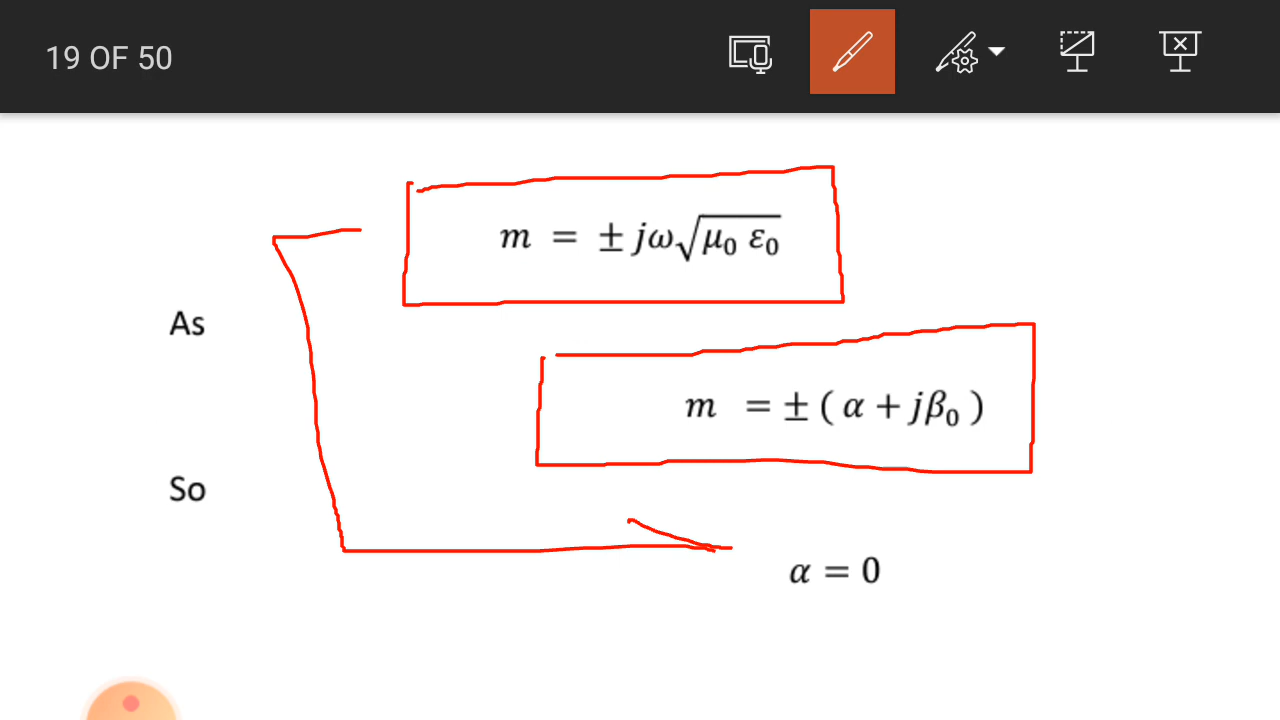 19 OF 50
m = ± jω√μ₀ ε₀
As
m = ± ( α + jβ₀ )
So
α = 0